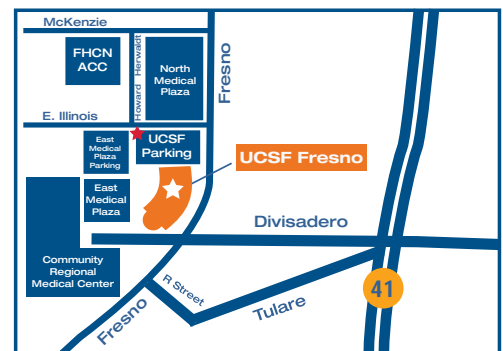 McKenzie
FHCN
ACC
Howard Herwaldt
North
Medical
Plaza
Fresno
E. Illinois
East
Medical
Plaza
Parking
UCSF
Parking
UCSF Fresno
East
Medical
Plaza
Divisadero
Community
Regional
Medical Center
R Street
41
Fresno
Tulare